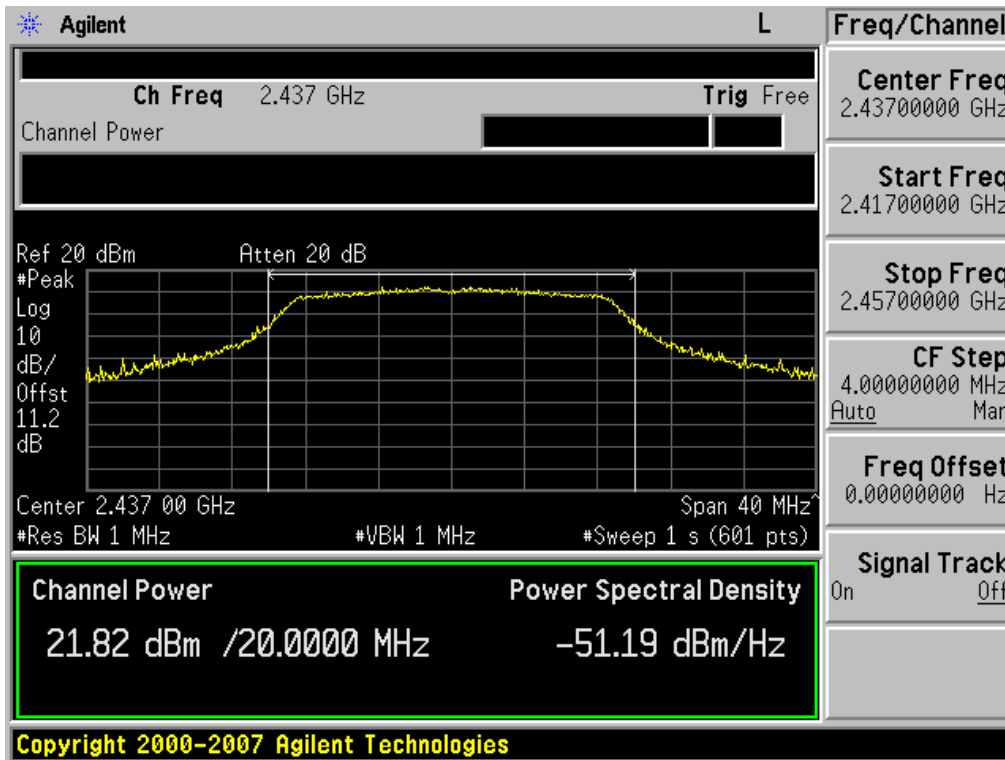 Agilent L Freq/Channel
Ch Freq 2.437 GHz Trig Free
Channel Power
Center Freq
2.43700000 GHz
Start Freq
2.41700000 GHz
Stop Freq
2.45700000 GHz
CF Step
4.00000000 MHz
Auto Man
Freq Offset
0.00000000 Hz
Signal Track
On Off
Ref 20 dBm Atten 20 dB
#Peak
Log
10
dB/
Offst
11.2
dB
Center 2.437 00 GHz Span 40 MHz^
#Res BW 1 MHz #VBW 1 MHz #Sweep 1 s (601 pts)
Channel Power Power Spectral Density
21.82 dBm /20.0000 MHz -51.19 dBm/Hz
Copyright 2000-2007 Agilent Technologies